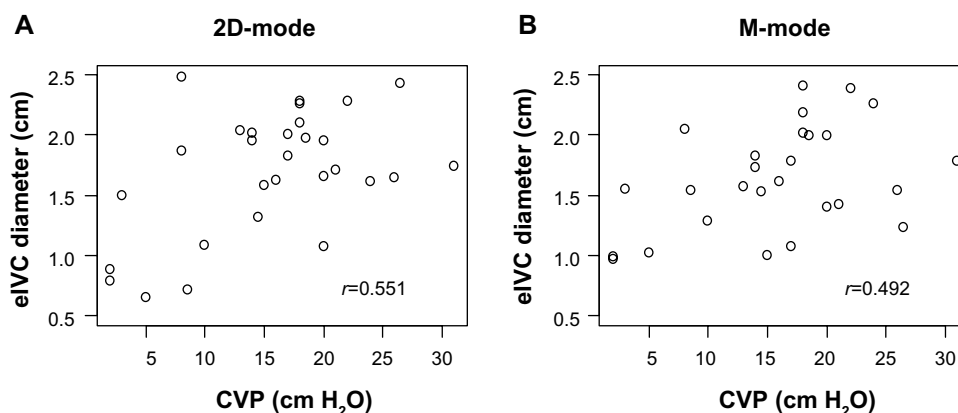 A
2D-mode
eIVC diameter (cm)
2.5
2.0
1.5
1.0
0.5
r=0.551
5 10 15 20 25 30
CVP (cm H₂O)
B
M-mode
eIVC diameter (cm)
2.5
2.0
1.5
1.0
0.5
r=0.492
5 10 15 20 25 30
CVP (cm H₂O)